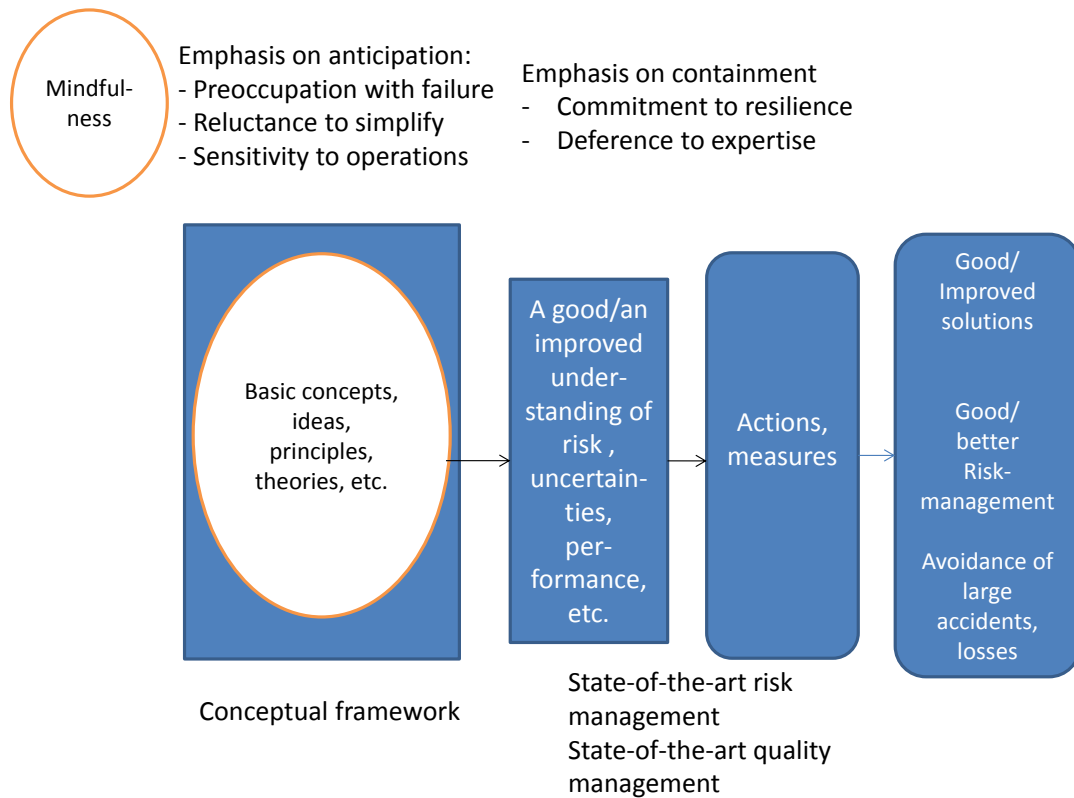 Mindful-
ness
Emphasis on anticipation:
- Preoccupation with failure
- Reluctance to simplify
- Sensitivity to operations
Emphasis on containment
- Commitment to resilience
- Deference to expertise
Basic concepts,
ideas,
principles,
theories, etc.
A good/an
improved
under-
standing of
risk ,
uncertain-
ties,
per-
formance,
etc.
Actions,
measures
Good/
Improved
solutions
Good/
better
Risk-
management
Avoidance of
large
accidents,
losses
Conceptual framework
State-of-the-art risk
management
State-of-the-art quality
management